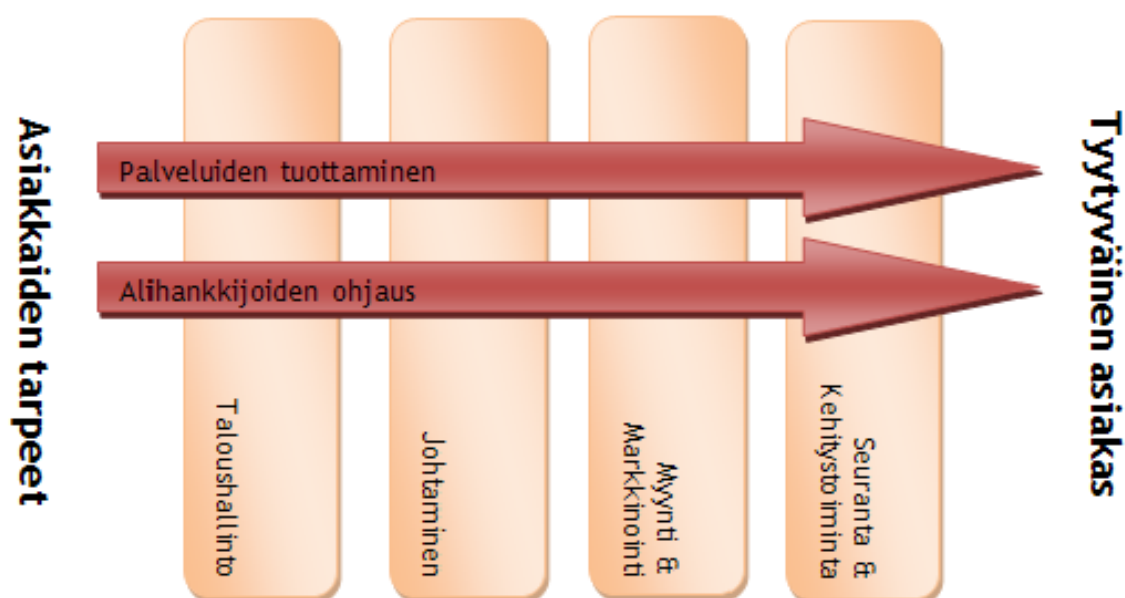 Asiakkaiden tarpeet
Palveluiden tuottaminen
Alihankkijoiden ohjaus
Taloushallinto
Johtaminen
Myynti &
Markkinointi
Seuranta &
Kehitystoiminta
Tyytyväinen asiakas